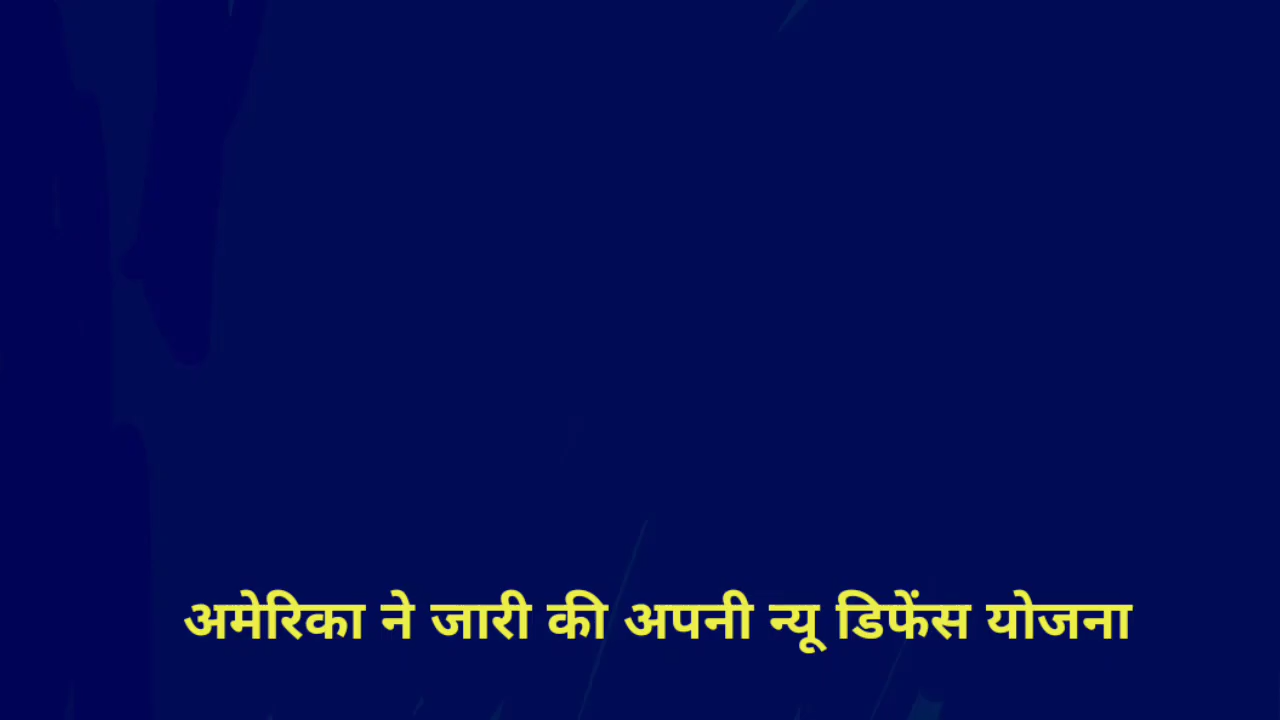 अमेरिका ने जारी की अपनी न्यू डिफेंस योजना